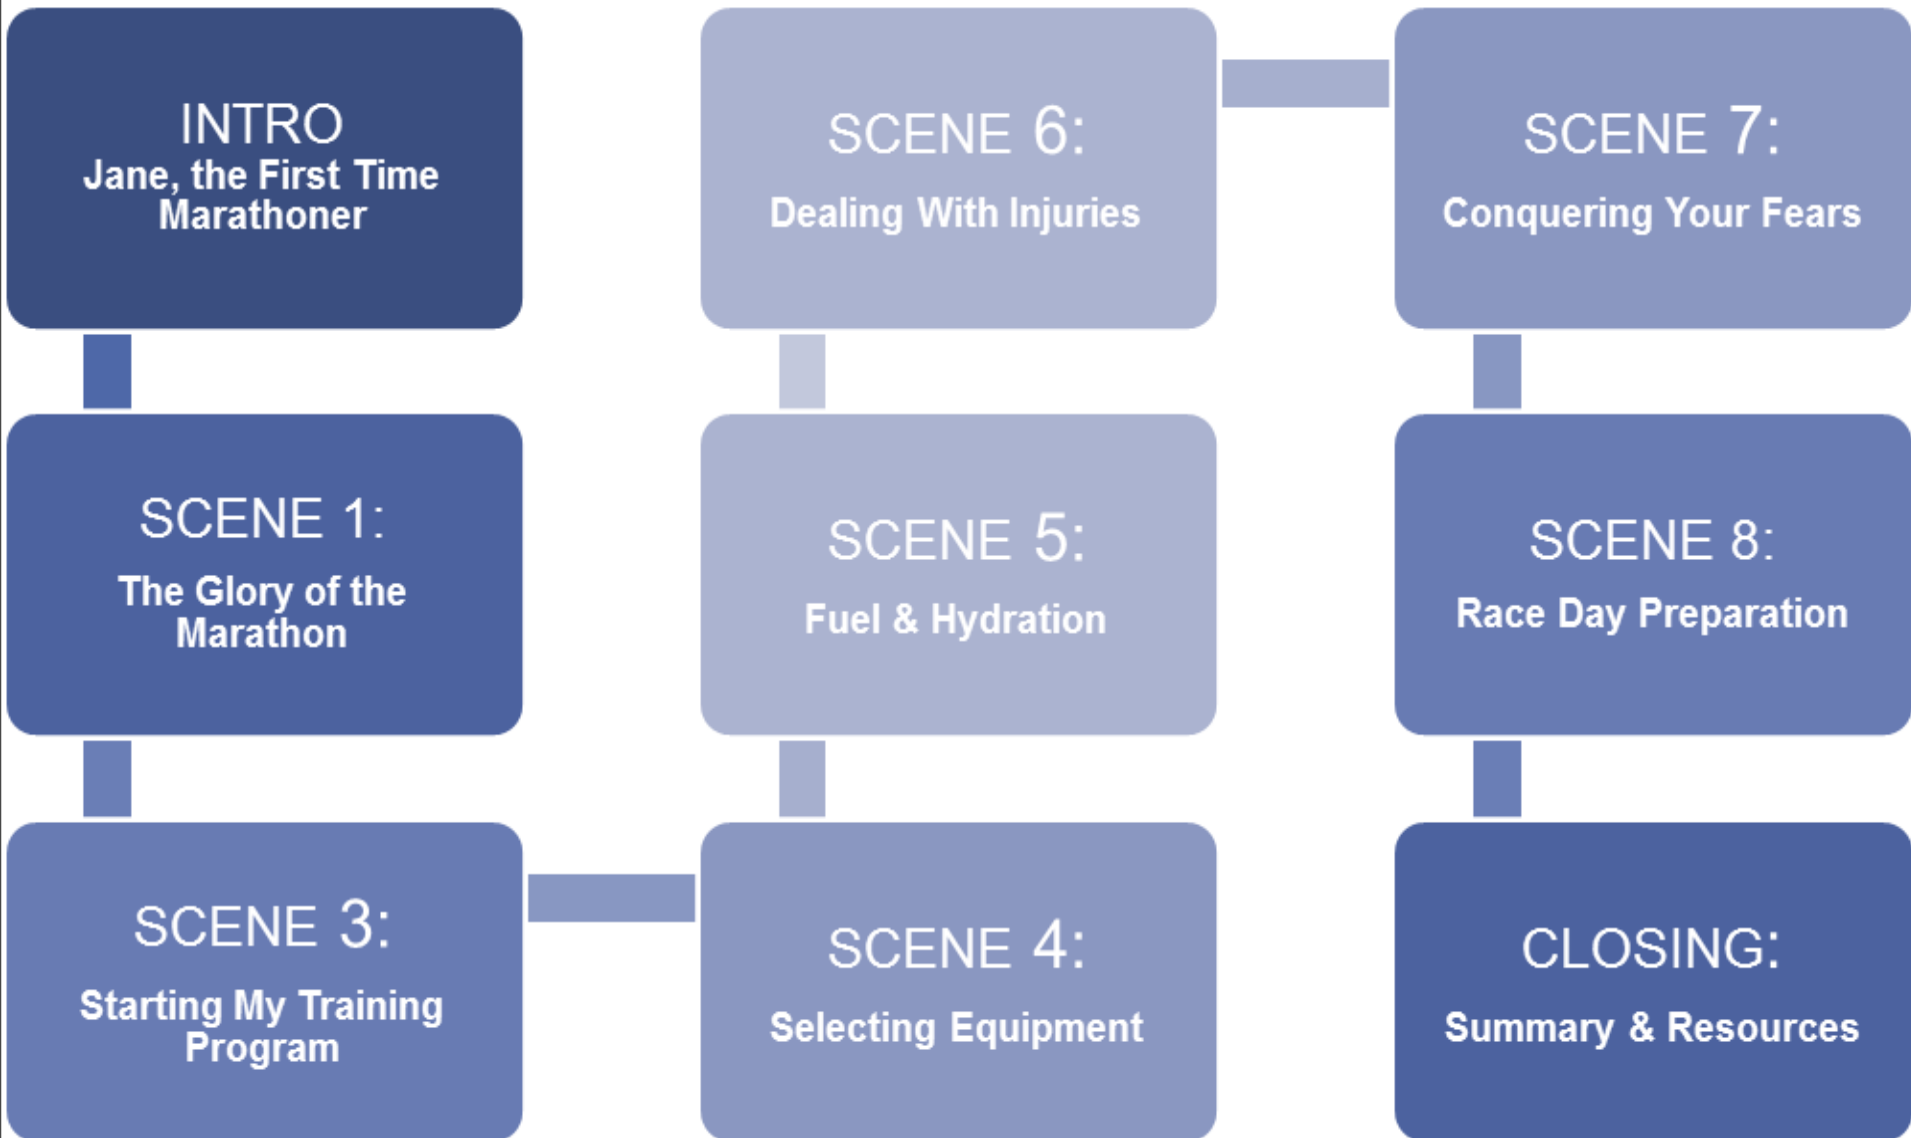 INTRO
Jane, the First Time
Marathoner
SCENE 1:
The Glory of the
Marathon
SCENE 3:
Starting My Training
Program
SCENE 4:
Selecting Equipment
SCENE 5:
Fuel & Hydration
SCENE 6:
Dealing With Injuries
SCENE 7:
Conquering Your Fears
SCENE 8:
Race Day Preparation
CLOSING:
Summary & Resources